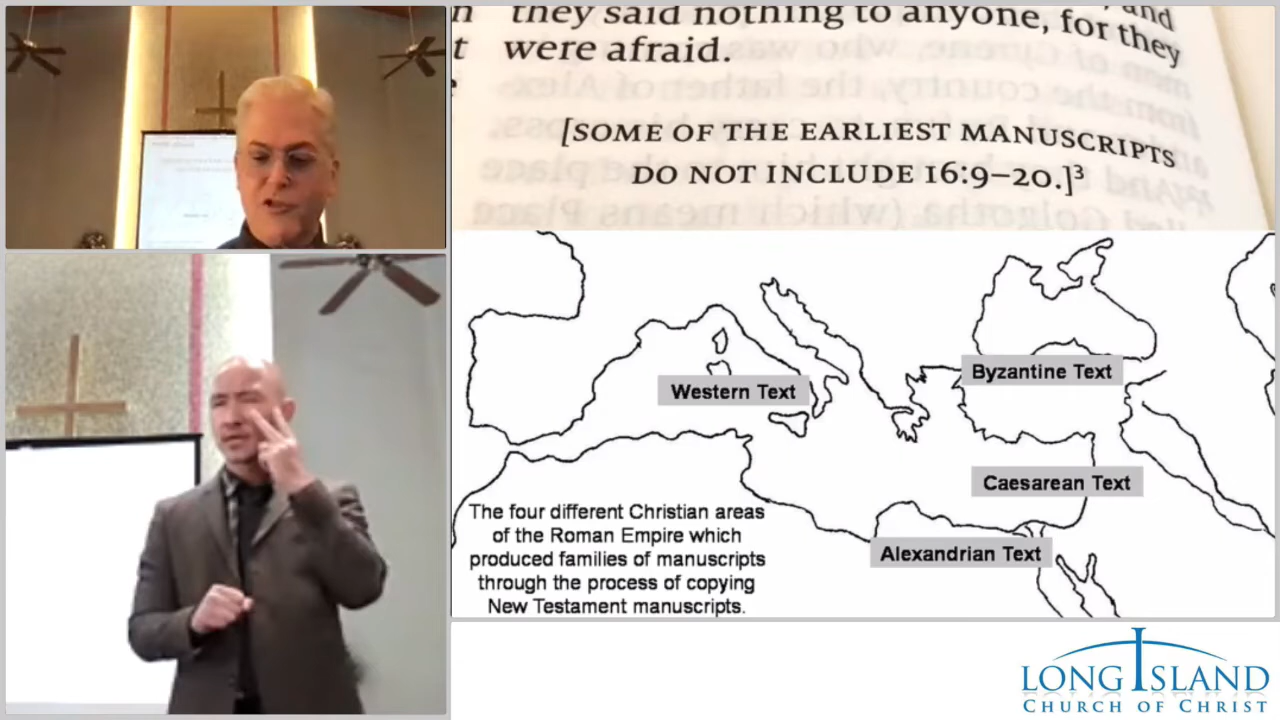 they said nothing to anyone, for they
were afraid.
[SOME OF THE EARLIEST MANUSCRIPTS
DO NOT INCLUDE 16:9–20.]³
Western Text
Byzantine Text
Caesarean Text
Alexandrian Text
The four different Christian areas
of the Roman Empire which
produced families of manuscripts
through the process of copying
New Testament manuscripts.
LONG ISLAND
CHURCH OF CHRIST